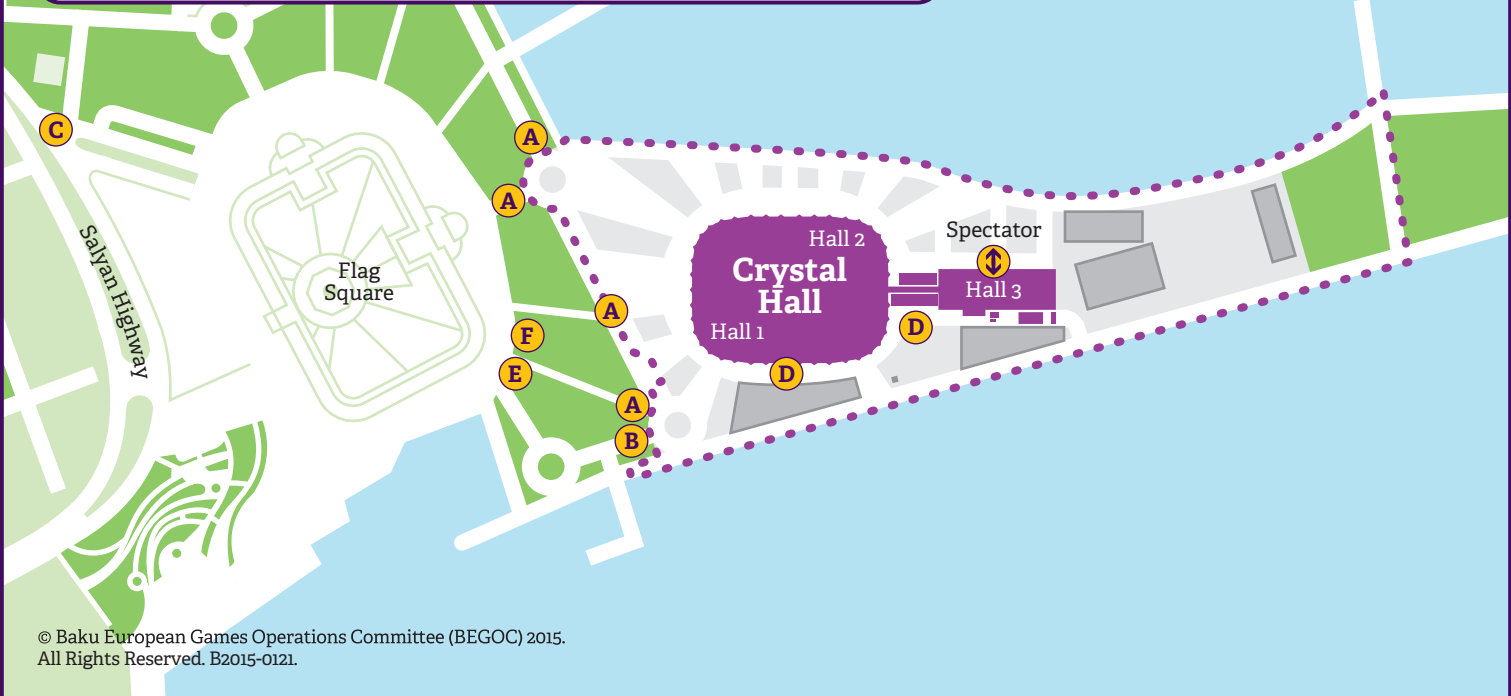 C
A
A
Salyan Highway
Flag
Square
Hall 2
Crystal
Hall
Hall 1
Spectator
Hall 3
A
D
F
E
D
A
B
© Baku European Games Operations Committee (BEGOC) 2015.
All Rights Reserved. B2015-0121.